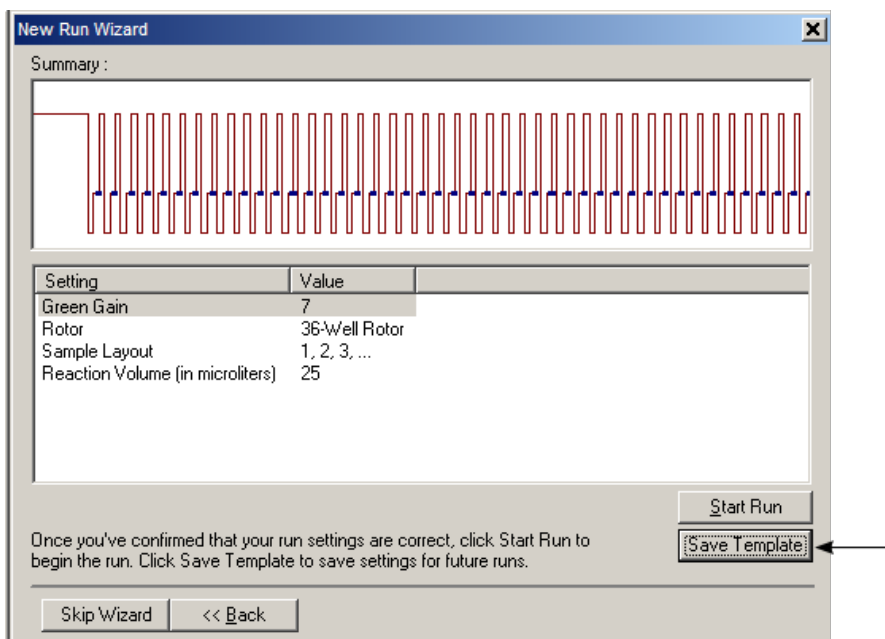 New Run Wizard
Summary :
Setting Value
Green Gain 7
Rotor 36-Well Rotor
Sample Layout 1, 2, 3, ...
Reaction Volume (in microliters) 25
Start Run
Once you've confirmed that your run settings are correct, click Start Run to
begin the run. Click Save Template to save settings for future runs.
Save Template
Skip Wizard << Back